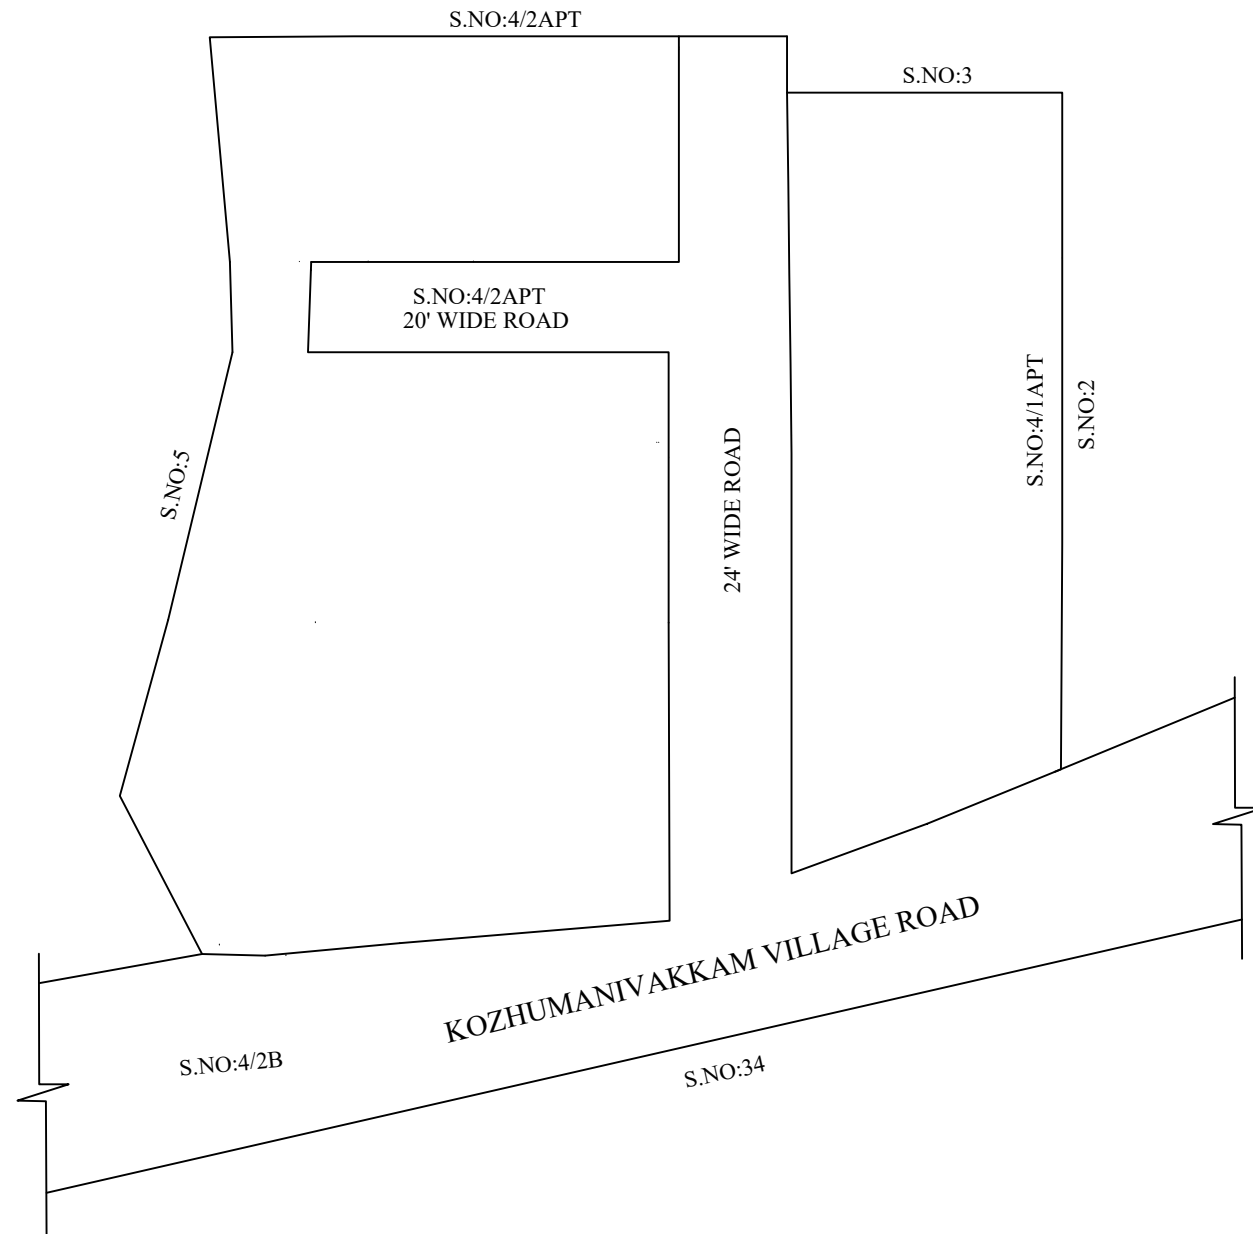 S.NO:4/2APT
S.NO:3
S.NO:4/2APT
20' WIDE ROAD
S.NO:4/1APT
S.NO:2
S.NO:5
24' WIDE ROAD
KOZHUMANIVAKKAM VILLAGE ROAD
S.NO:4/2B
S.NO:34